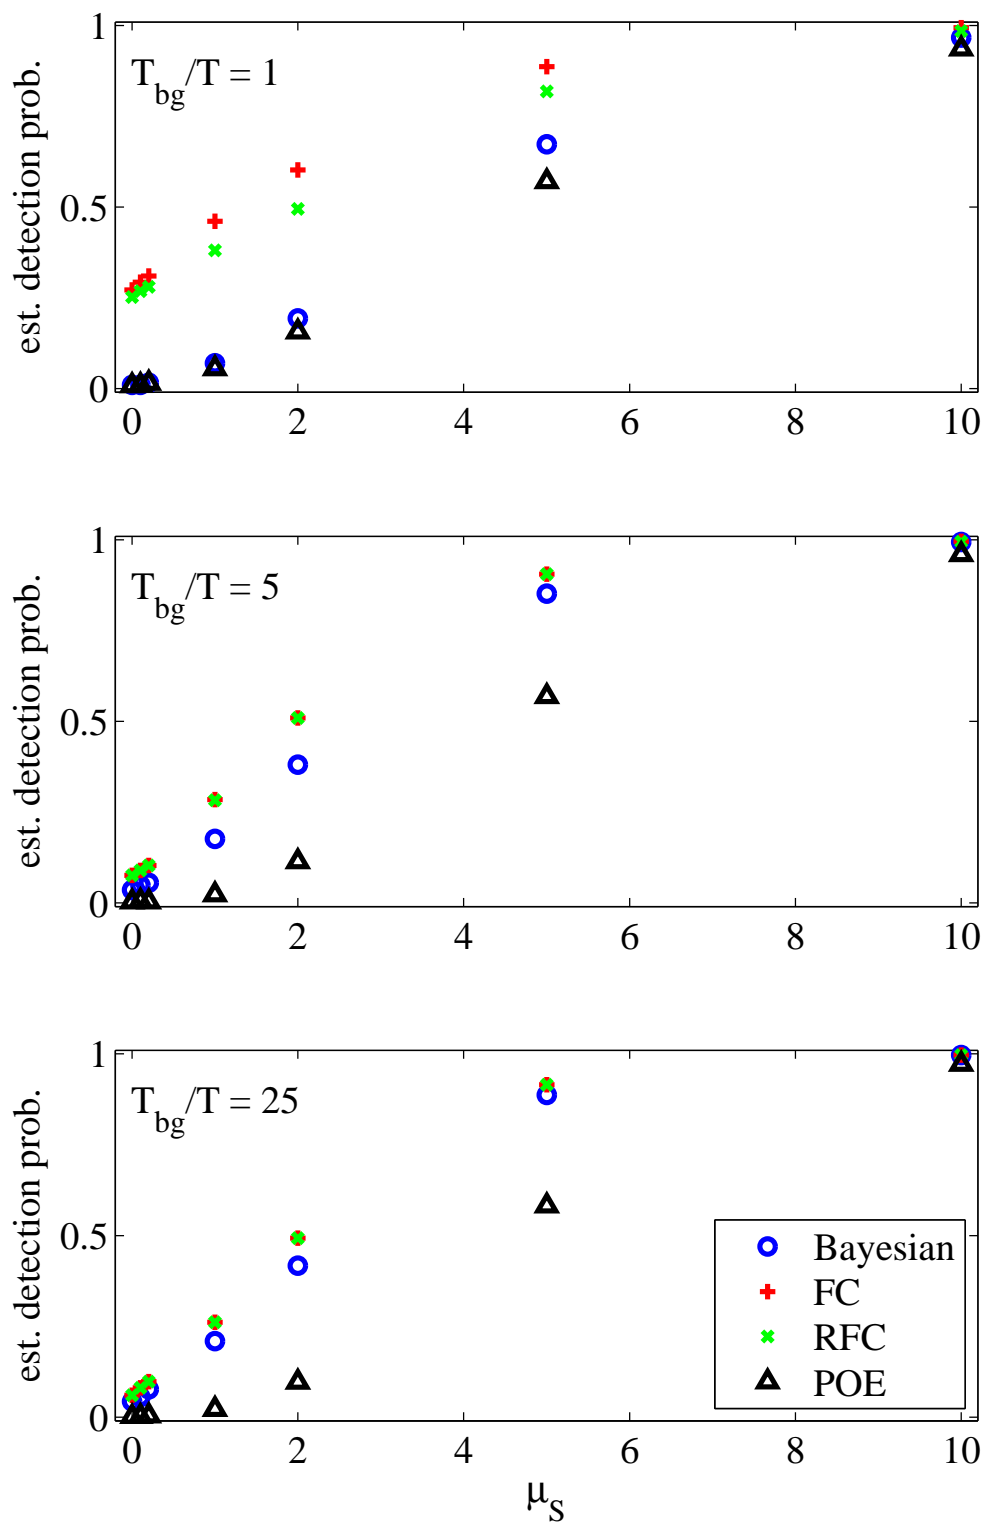 1
0.5
0
est. detection prob.
T_bg/T = 1
0 2 4 6 8 10
1
0.5
0
est. detection prob.
T_bg/T = 5
0 2 4 6 8 10
1
0.5
0
est. detection prob.
T_bg/T = 25
Bayesian
FC
RFC
POE
0 2 4 6 8 10
μ_S